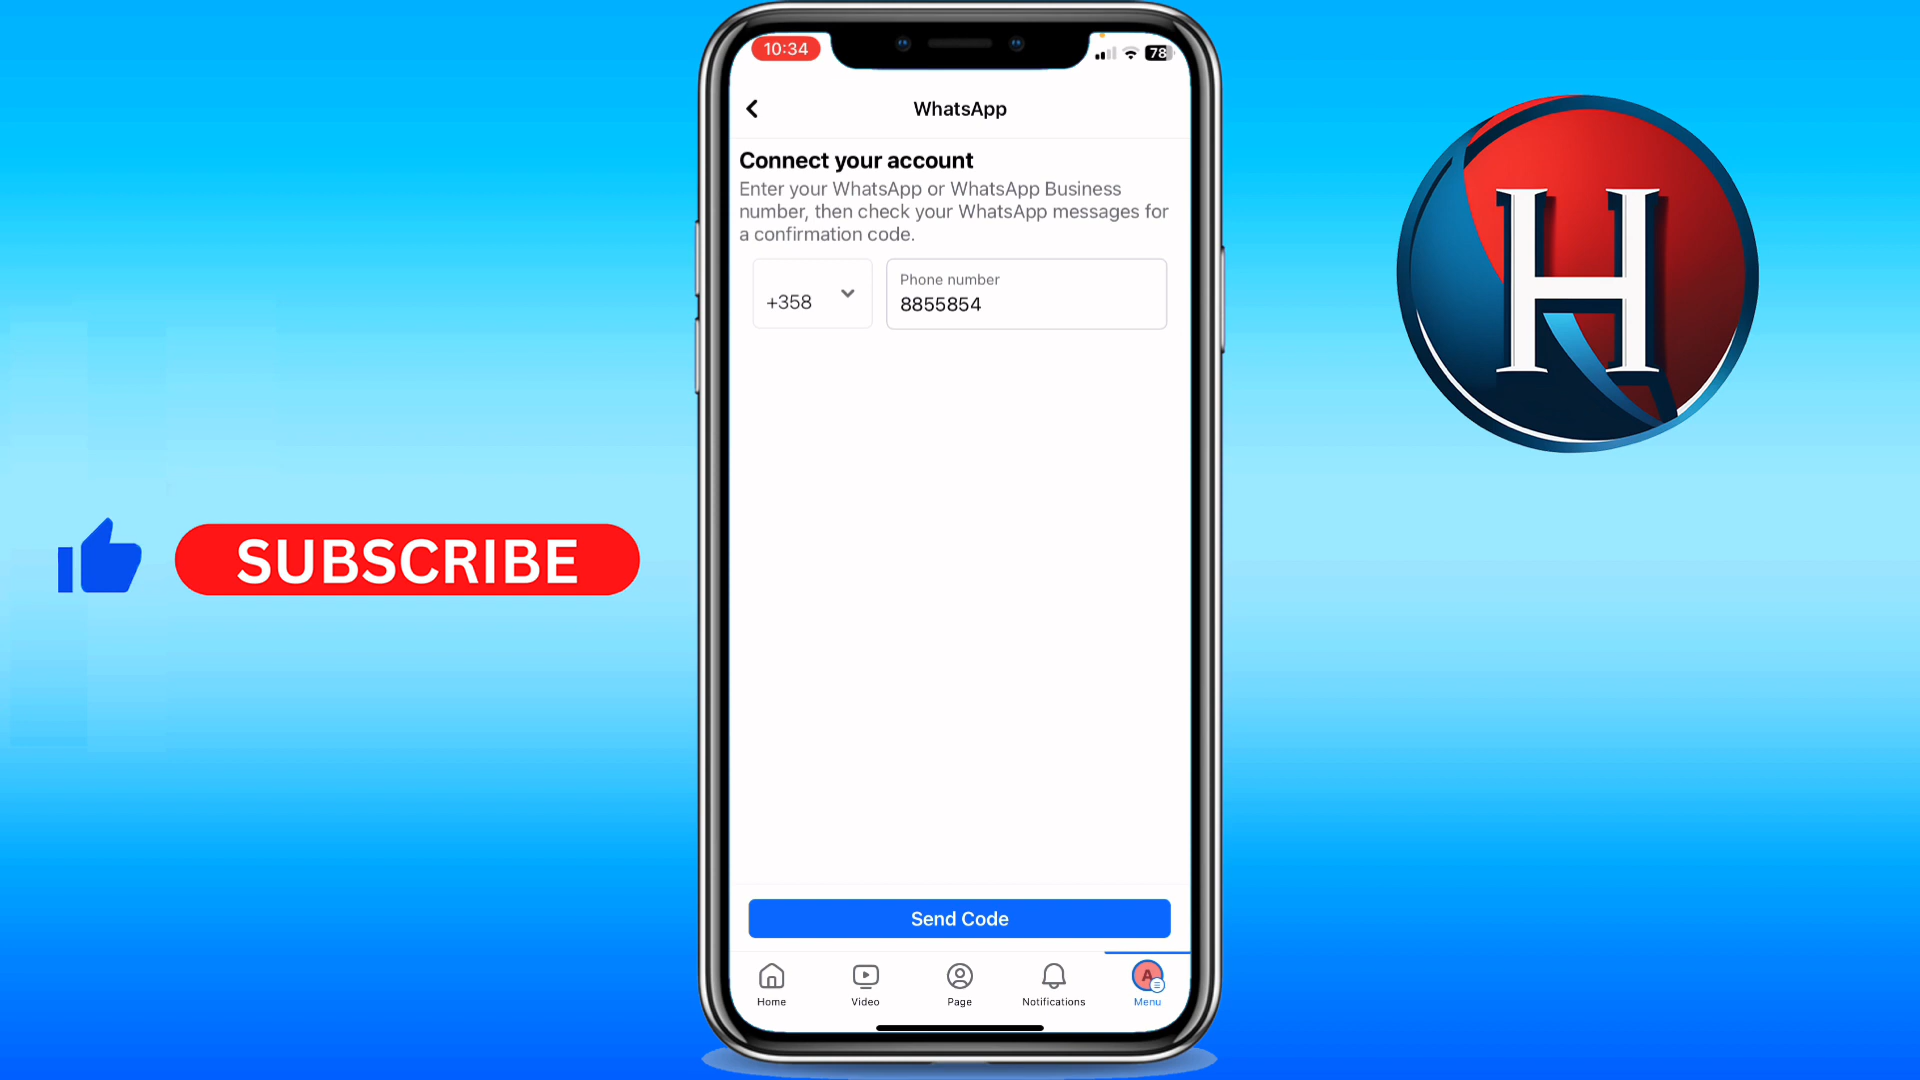 10:34
78
WhatsApp
Connect your account
Enter your WhatsApp or WhatsApp Business
number, then check your WhatsApp messages for
a confirmation code.
+358
Phone number
8855854
H
SUBSCRIBE
Send Code
A
Home
Video
Page
Notifications
Menu